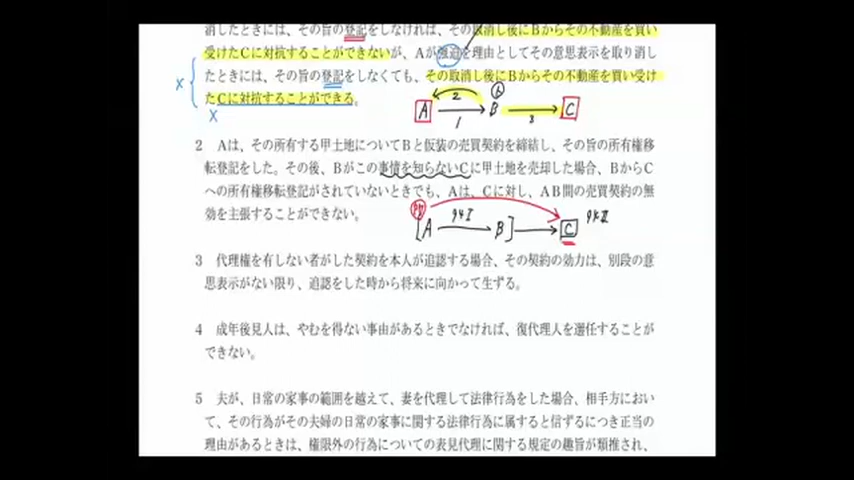 消したときには、その旨の登記をしなければ、その取消し後にBからその不動産を買い
受けたCに対抗することができないが、Aが強迫を理由としてその意思表示を取り消し
たときには、その旨の登記をしなくても、その取消し後にBからその不動産を買い受け
たCに対抗することができる。
x
x
A 2 B C
1 3
2 Aは、その所有する甲土地についてBと仮装の売買契約を締結し、その旨の所有権移
転登記をした。その後、Bがこの事情を知らないCに甲土地を売却した場合、BからC
への所有権移転登記がされていないときでも、Aは、Cに対し、AB間の売買契約の無
効を主張することができない。
94Ⅰ 94Ⅱ
[A B] C
3 代理権を有しない者がした契約を本人が追認する場合、その契約の効力は、別段の意
思表示がない限り、追認をした時から将来に向かって生ずる。
4 成年後見人は、やむを得ない事由があるときでなければ、復代理人を選任することが
できない。
5 夫が、日常の家事の範囲を越えて、妻を代理して法律行為をした場合、相手方におい
て、その行為がその夫婦の日常の家事に関する法律行為に属すると信ずるにつき正当の
理由があるときは、権限外の行為についての表見代理に関する規定の趣旨が類推され、